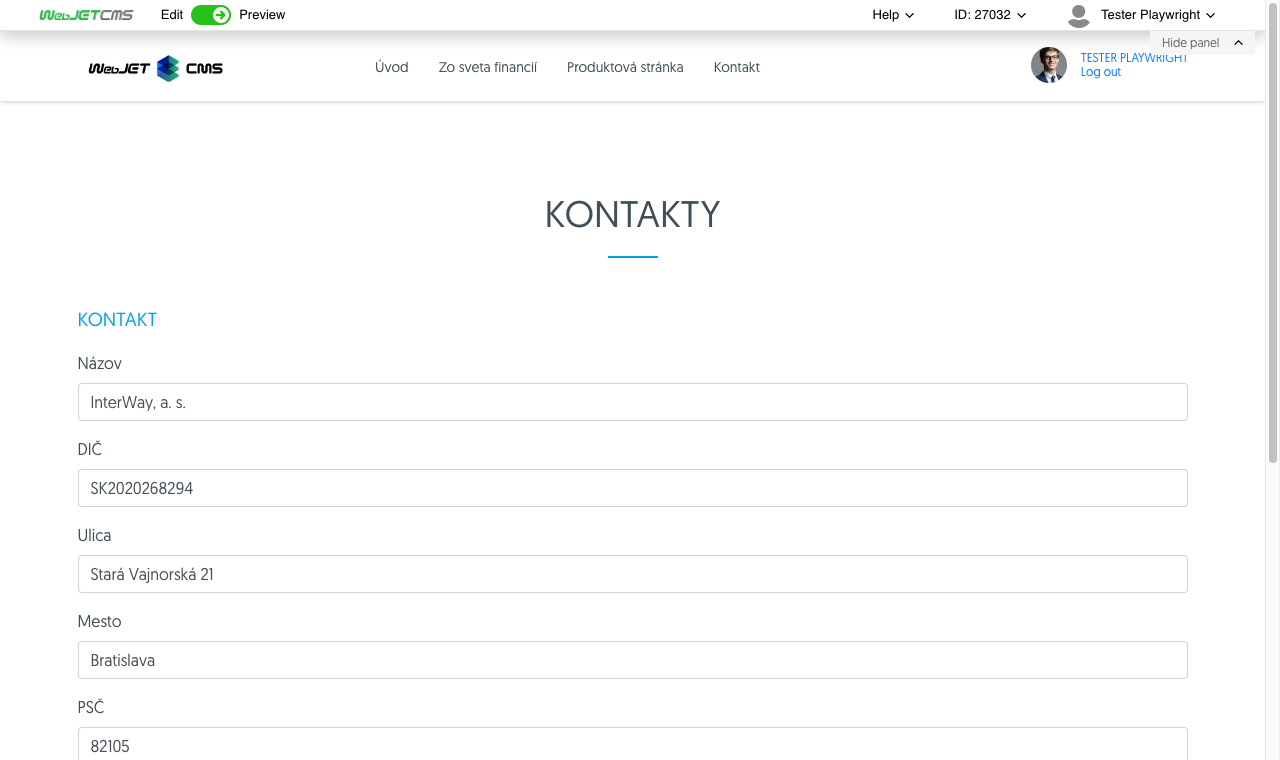 WebJETCMS Edit Preview Help ID: 27032 Tester Playwright
Hide panel
WebJET CMS Úvod Zo sveta financií Produktová stránka Kontakt
TESTER PLAYWRIGHT
Log out
KONTAKTY
KONTAKT
Názov
InterWay, a. s.
DIČ
SK2020268294
Ulica
Stará Vajnorská 21
Mesto
Bratislava
PSČ
82105